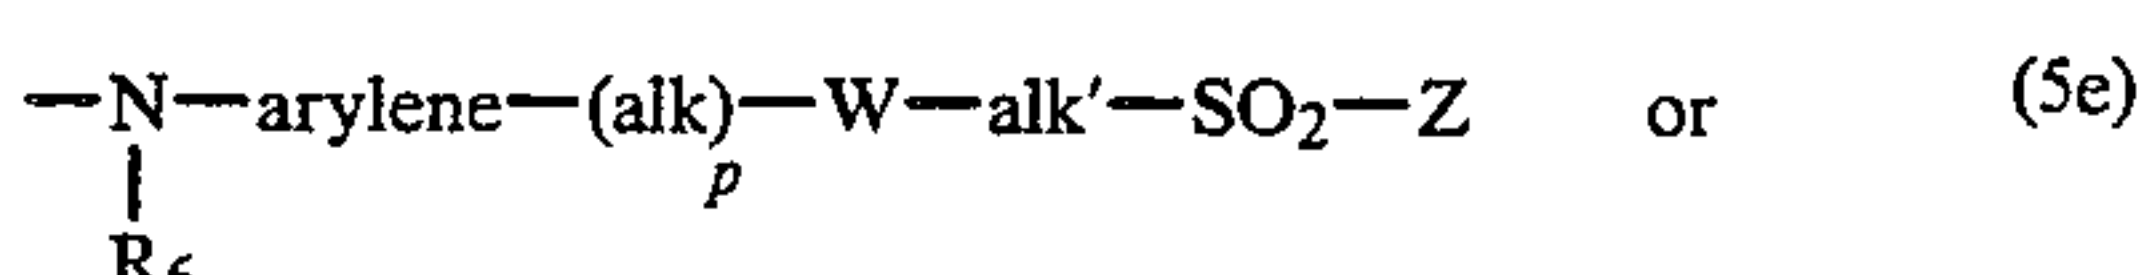 —N—arylene—(alk)p—W—alk′—SO2—Z or (5e)
R6